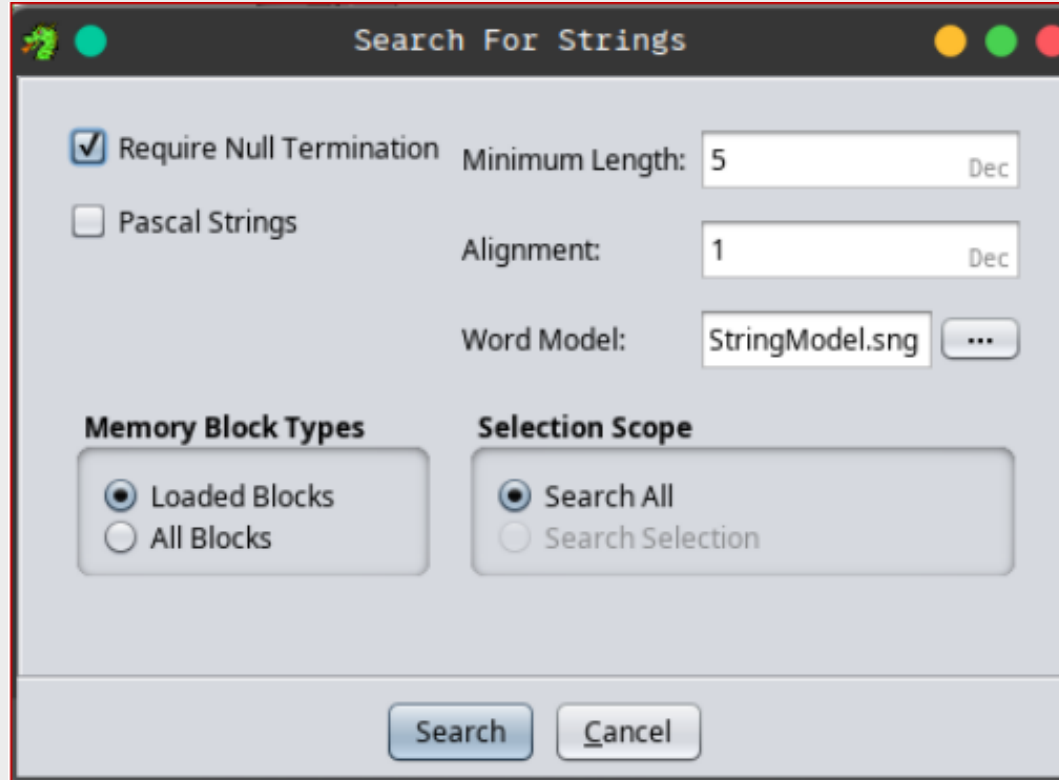 Search For Strings
Require Null Termination
Minimum Length: 5 Dec
Pascal Strings
Alignment: 1 Dec
Word Model: StringModel.sng ...
Memory Block Types
Loaded Blocks
All Blocks
Selection Scope
Search All
Search Selection
Search Cancel